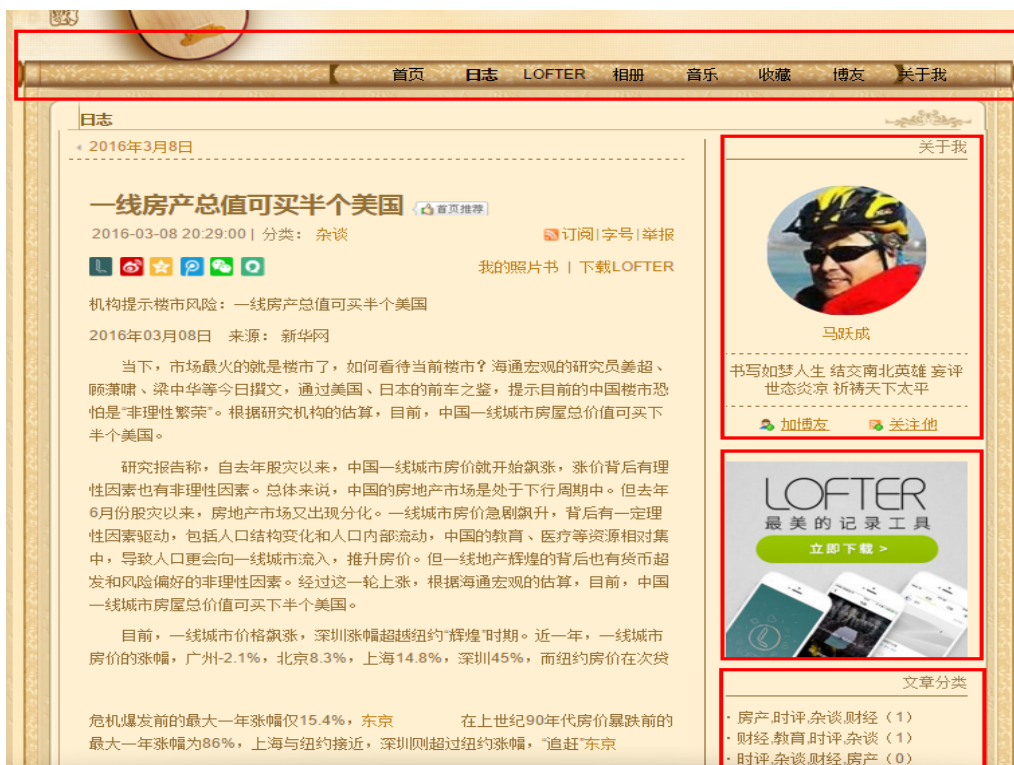 首页 日志 LOFTER 相册 音乐 收藏 博友 关于我
日志
2016年3月8日
一线房产总值可买半个美国 首页推荐
2016-03-08 20:29:00 | 分类： 杂谈 订阅|字号|举报
我的照片书 | 下载LOFTER
机构提示楼市风险：一线房产总值可买半个美国
2016年03月08日 来源： 新华网
当下，市场最火的就是楼市了，如何看待当前楼市？海通宏观的研究员姜超、
顾潇啸、梁中华等今日撰文，通过美国、日本的前车之鉴，提示目前的中国楼市恐
怕是“非理性繁荣”。根据研究机构的估算，目前，中国一线城市房屋总价值可买下
半个美国。
研究报告称，自去年股灾以来，中国一线城市房价就开始飙涨，涨价背后有理
性因素也有非理性因素。总体来说，中国的房地产市场是处于下行周期中。但去年
6月份股灾以来，房地产市场又出现分化。一线城市房价急剧飙升，背后有一定理
性因素驱动，包括人口结构变化和人口内部流动，中国的教育、医疗等资源相对集
中，导致人口更会向一线城市流入，推升房价。但一线地产辉煌的背后也有货币超
发和风险偏好的非理性因素。经过这一轮上涨，根据海通宏观的估算，目前，中国
一线城市房屋总价值可买下半个美国。
目前，一线城市价格飙涨，深圳涨幅超越纽约“辉煌”时期。近一年，一线城市
房价的涨幅，广州-2.1%，北京8.3%，上海14.8%，深圳45%，而纽约房价在次贷
危机爆发前的最大一年涨幅仅15.4%，东京 在上世纪90年代房价暴跌前的
最大一年涨幅为86%，上海与纽约接近，深圳则超过纽约涨幅，“追赶”东京
关于我
马跃成
书写如梦人生 结交南北英雄 妄评
世态炎凉 祈祷天下太平
加博友 关注他
LOFTER
最美的记录工具
立即下载 >
文章分类
· 房产,时评,杂谈,财经（1）
· 财经,教育,时评,杂谈（1）
· 时评,杂谈,财经,房产（0）